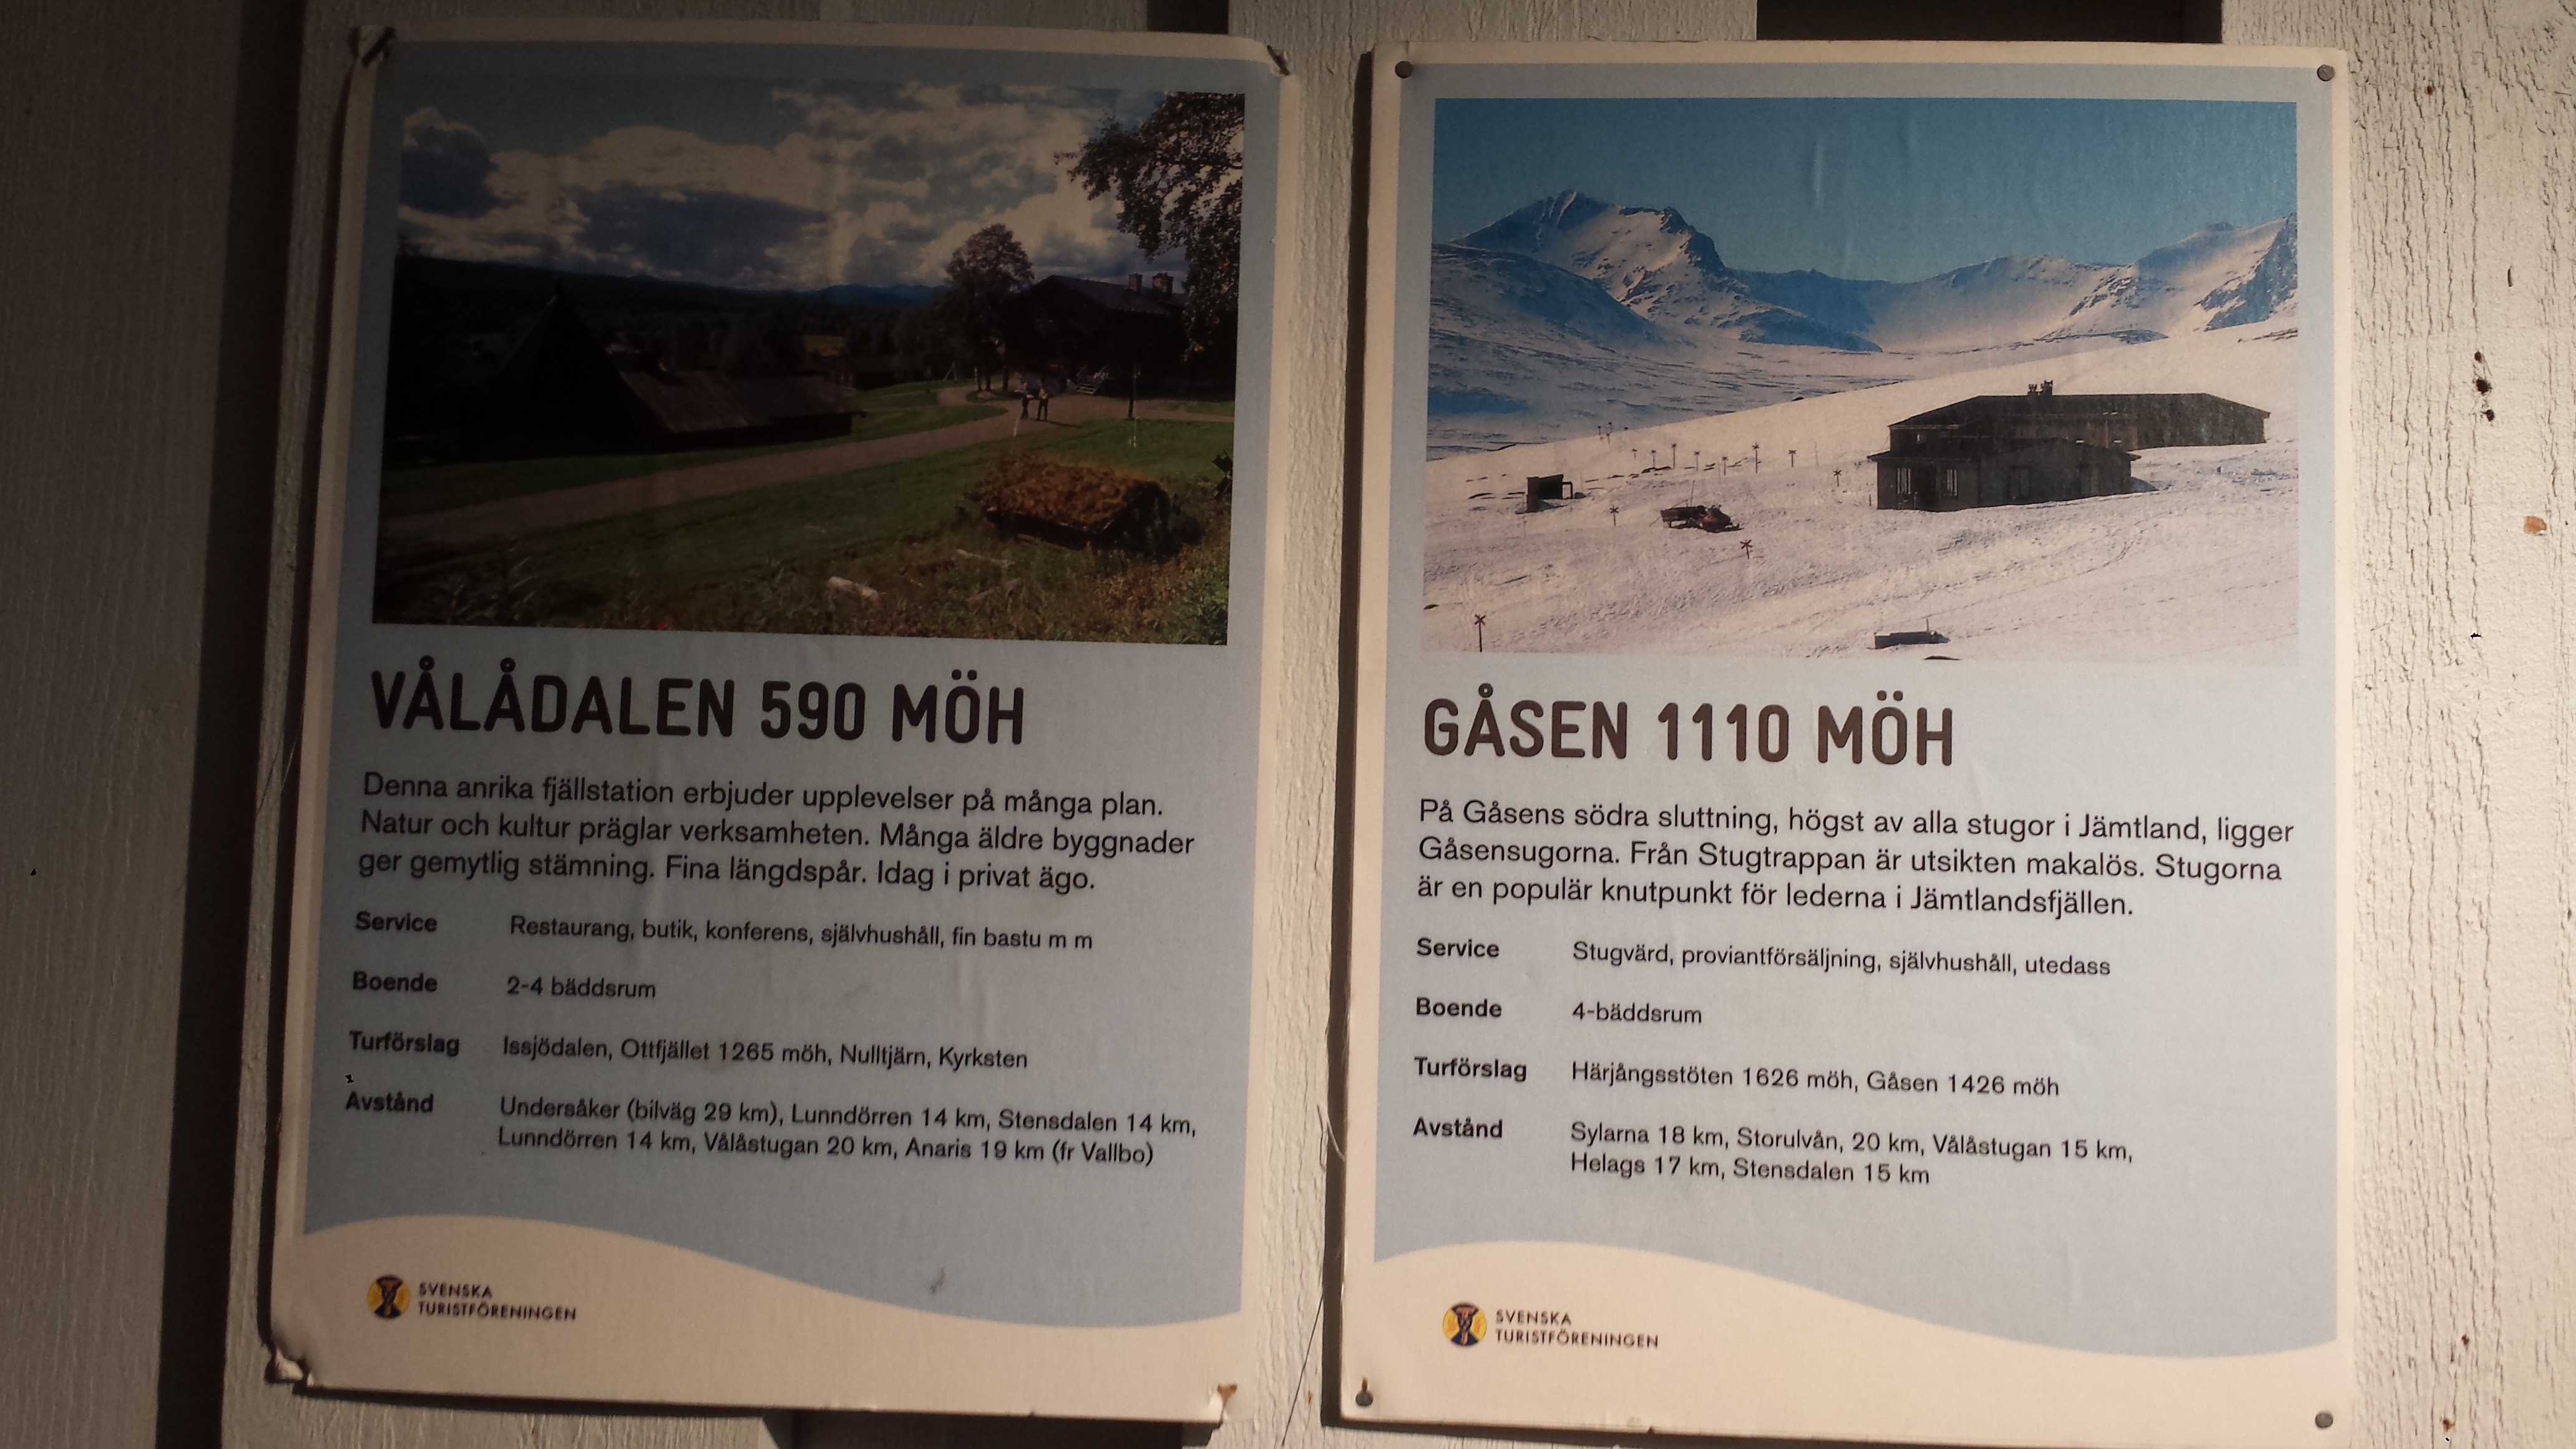 VÅLÅDALEN 590 MÖH
Denna anrika fjällstation erbjuder upplevelser på många plan.
Natur och kultur präglar verksamheten. Många äldre byggnader
ger gemytlig stämning. Fina längdspår. Idag i privat ägo.
Service Restaurang, butik, konferens, självhushåll, fin bastu m m
Boende 2-4 bäddsrum
Turförslag Issjödalen, Ottfjället 1265 möh, Nulltjärn, Kyrksten
Avstånd Undersåker (bilväg 29 km), Lunndörren 14 km, Stensdalen 14 km,
Lunndörren 14 km, Vålåstugan 20 km, Anaris 19 km (fr Vallbo)
SVENSKA
TURISTFÖRENINGEN
GÅSEN 1110 MÖH
På Gåsens södra sluttning, högst av alla stugor i Jämtland, ligger
Gåsensugorna. Från Stugtrappan är utsikten makalös. Stugorna
är en populär knutpunkt för lederna i Jämtlandsfjällen.
Service Stugvärd, proviantförsäljning, självhushåll, utedass
Boende 4-bäddsrum
Turförslag Härjångsstöten 1626 möh, Gåsen 1426 möh
Avstånd Sylarna 18 km, Storulvån, 20 km, Vålåstugan 15 km,
Helags 17 km, Stensdalen 15 km
SVENSKA
TURISTFÖRENINGEN